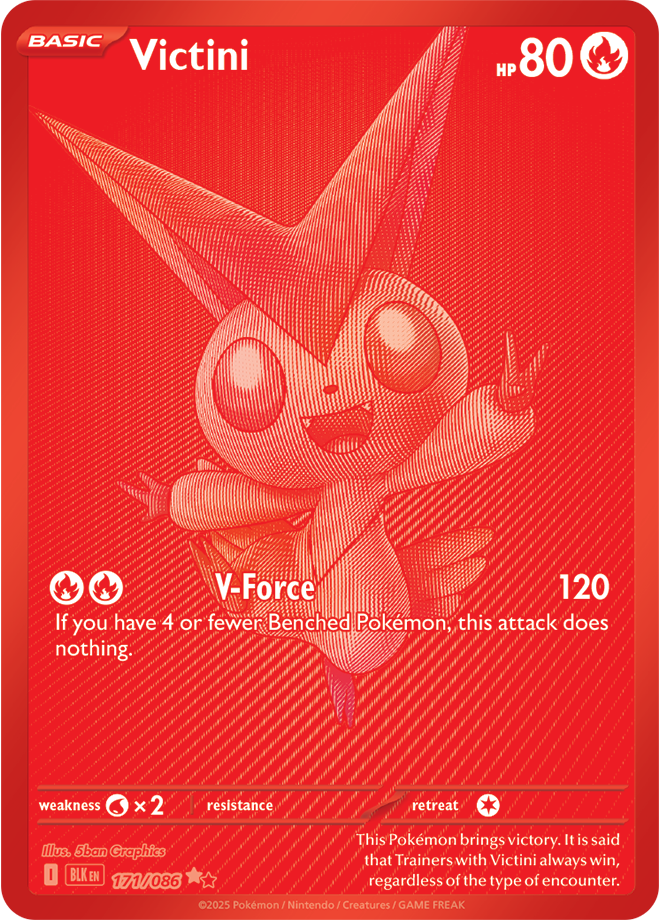 BASIC
Victini
HP 80
V-Force 120
If you have 4 or fewer Benched Pokémon, this attack does
nothing.
weakness ×2 resistance retreat
Illus. 5ban Graphics
I BLK EN 171/086
This Pokémon brings victory. It is said
that Trainers with Victini always win,
regardless of the type of encounter.
©2025 Pokémon / Nintendo / Creatures / GAME FREAK